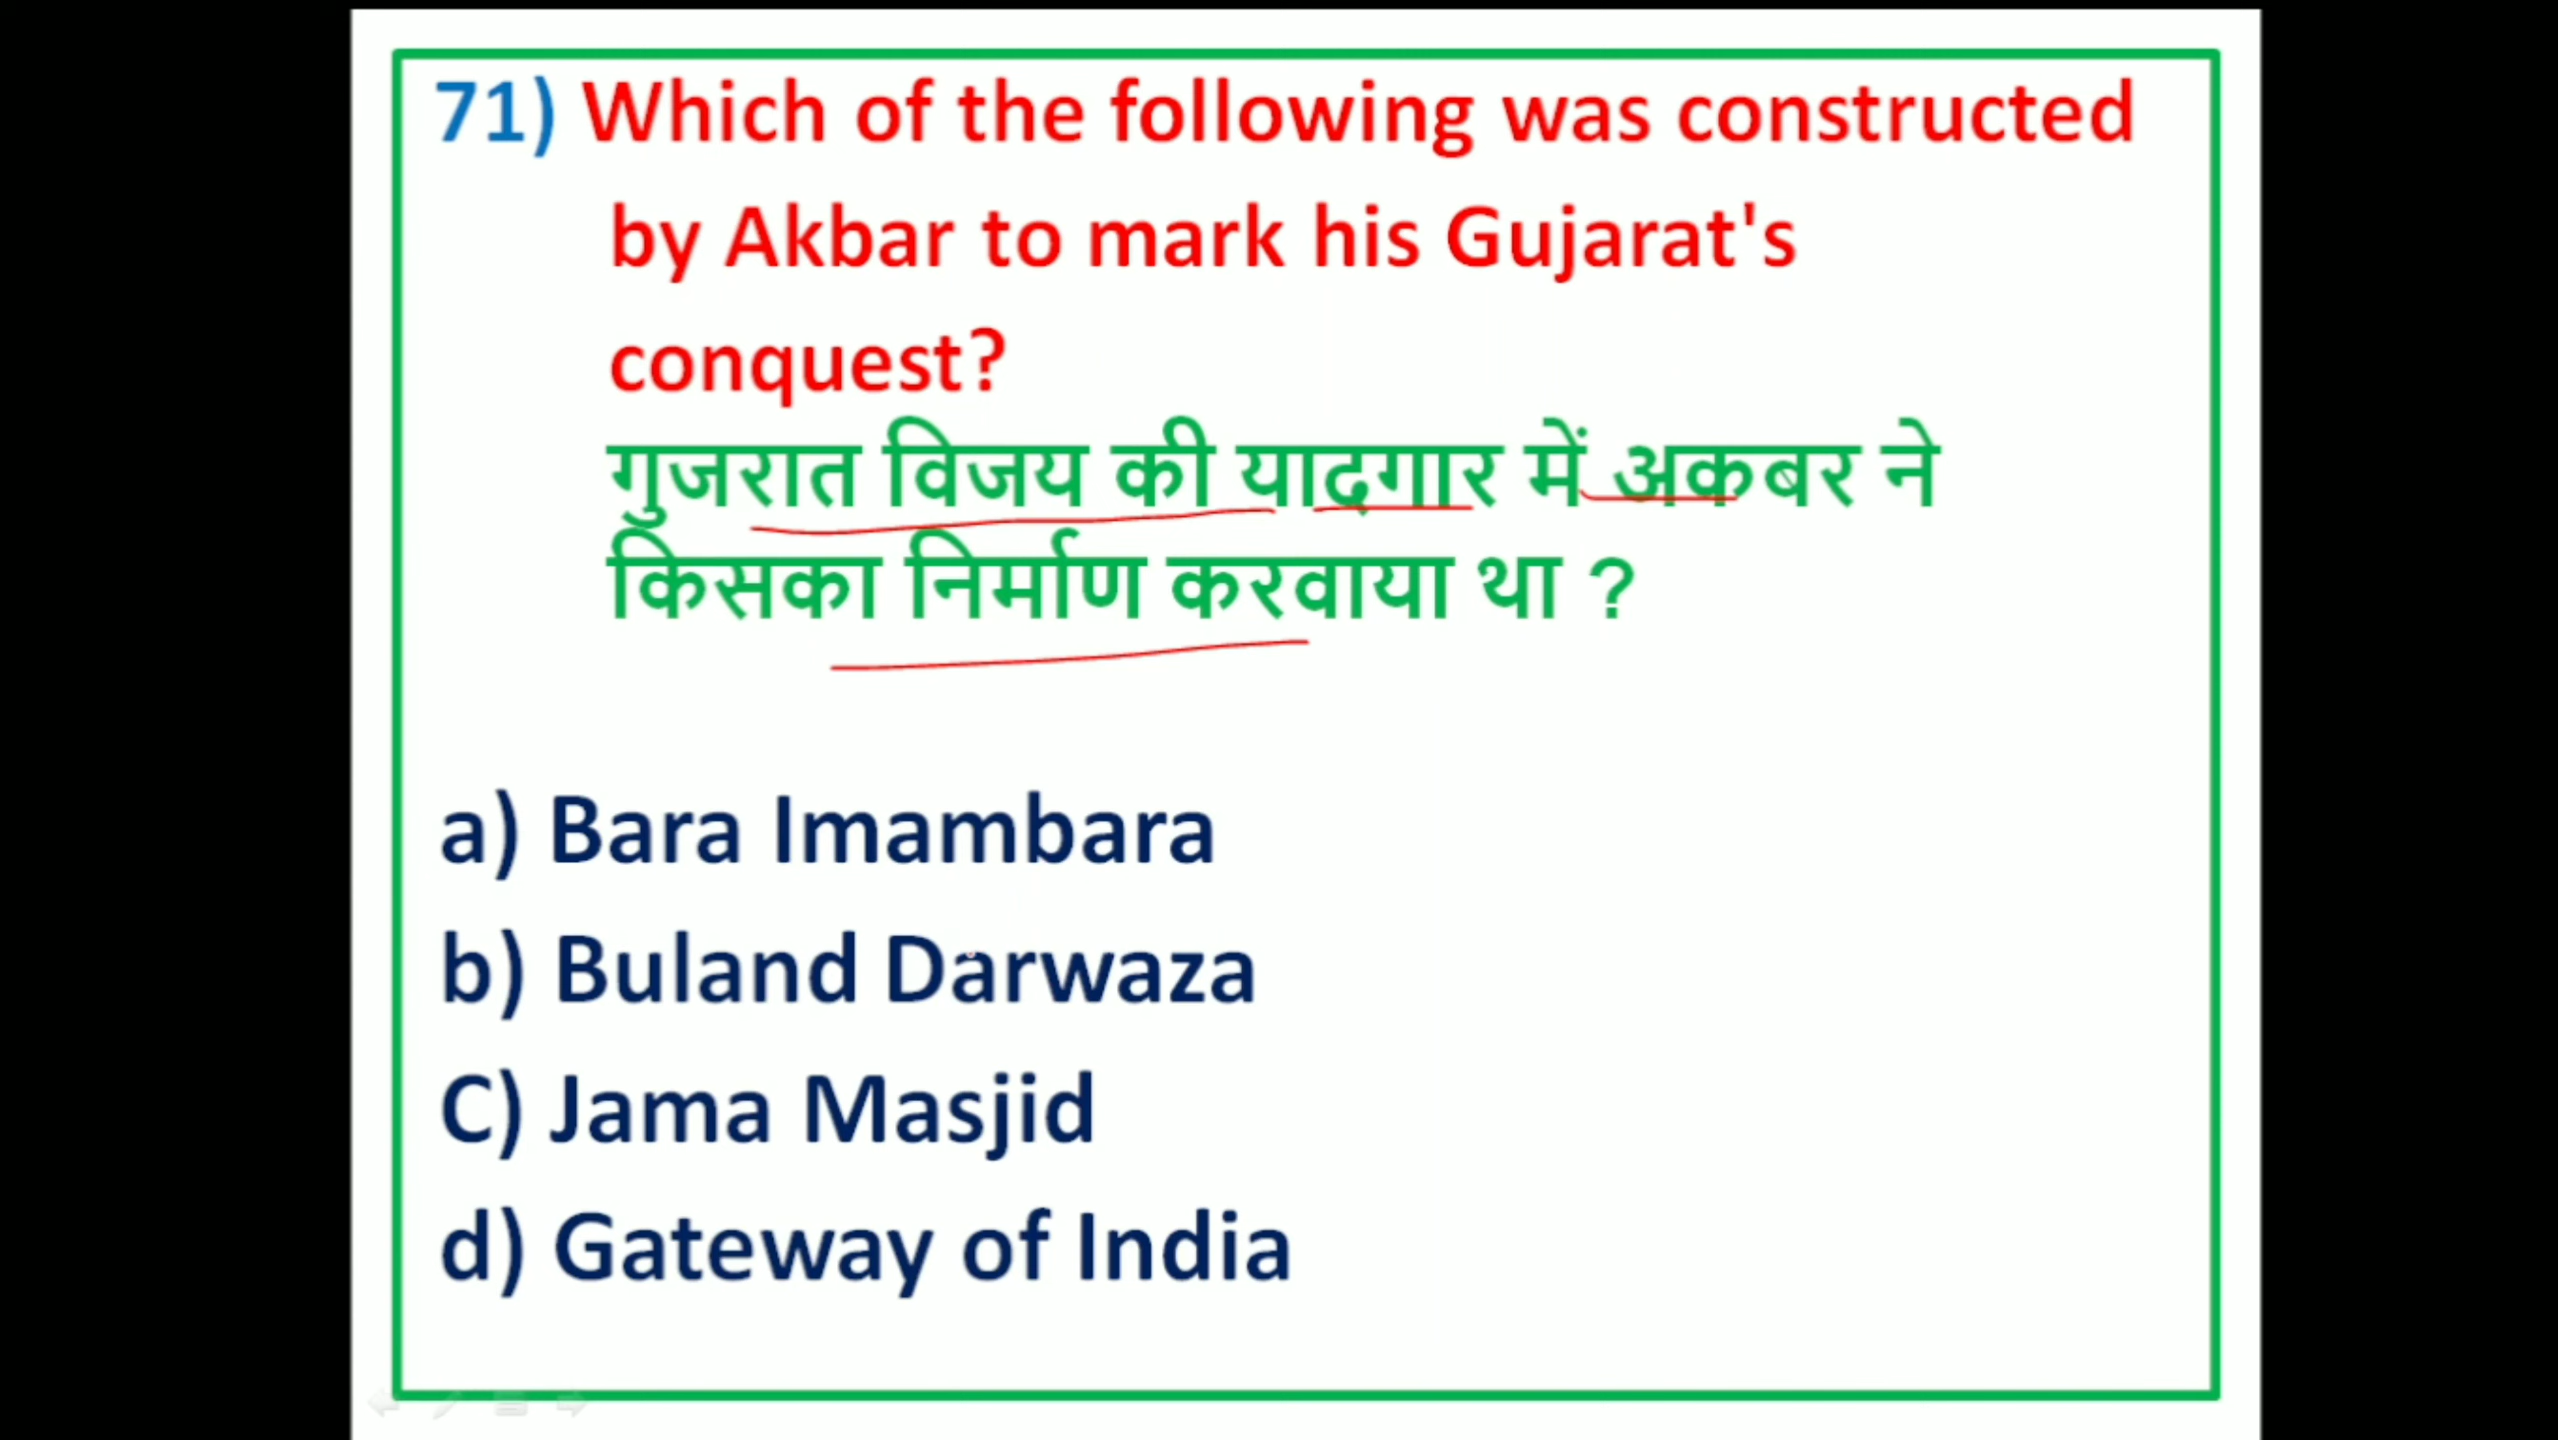 71) Which of the following was constructed
by Akbar to mark his Gujarat's
conquest?
गुजरात विजय की यादगार में अकबर ने
किसका निर्माण करवाया था ?
a) Bara Imambara
b) Buland Darwaza
C) Jama Masjid
d) Gateway of India